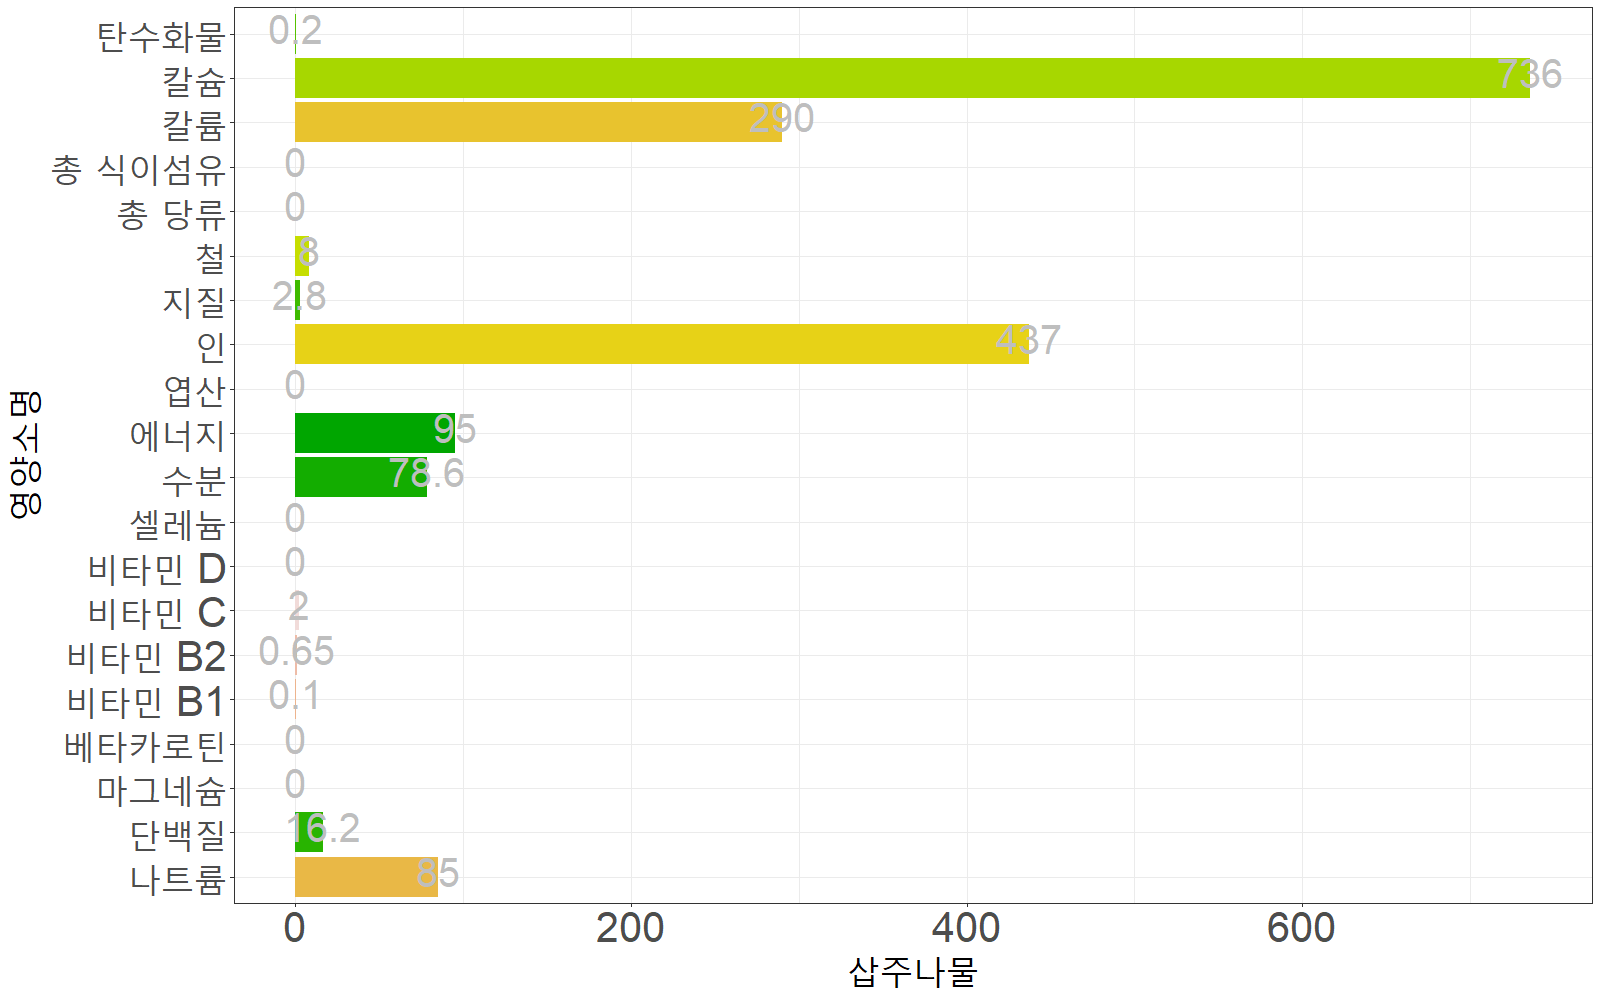 탄수화물 0.2
칼슘 736
칼륨 290
총 식이섬유 0
총 당류 0
철 8
지질 2.8
인 437
엽산 0
에너지 95
수분 78.6
셀레늄 0
비타민 D 0
비타민 C 2
비타민 B2 0.65
비타민 B1 0.1
베타카로틴 0
마그네슘 0
단백질 16.2
나트륨 85
영양소명
0 200 400 600
삽주나물